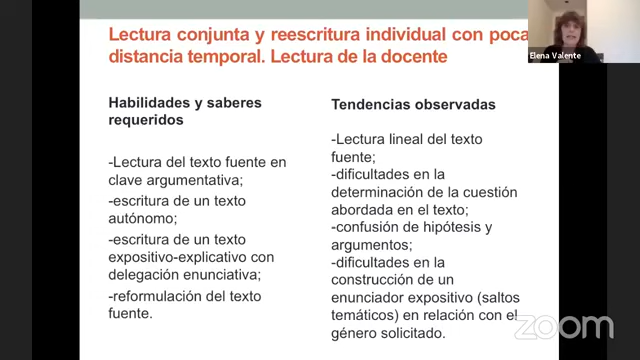 Lectura conjunta y reescritura individual con poca
distancia temporal. Lectura de la docente
Elena Valente
Habilidades y saberes
requeridos
-Lectura del texto fuente en
clave argumentativa;
-escritura de un texto
autónomo;
-escritura de un texto
expositivo-explicativo con
delegación enunciativa;
-reformulación del texto
fuente.
Tendencias observadas
-Lectura lineal del texto
fuente;
-dificultades en la
determinación de la cuestión
abordada en el texto;
-confusión de hipótesis y
argumentos;
-dificultades en la
construcción de un
enunciador expositivo (saltos
temáticos) en relación con el
género solicitado.
zoom